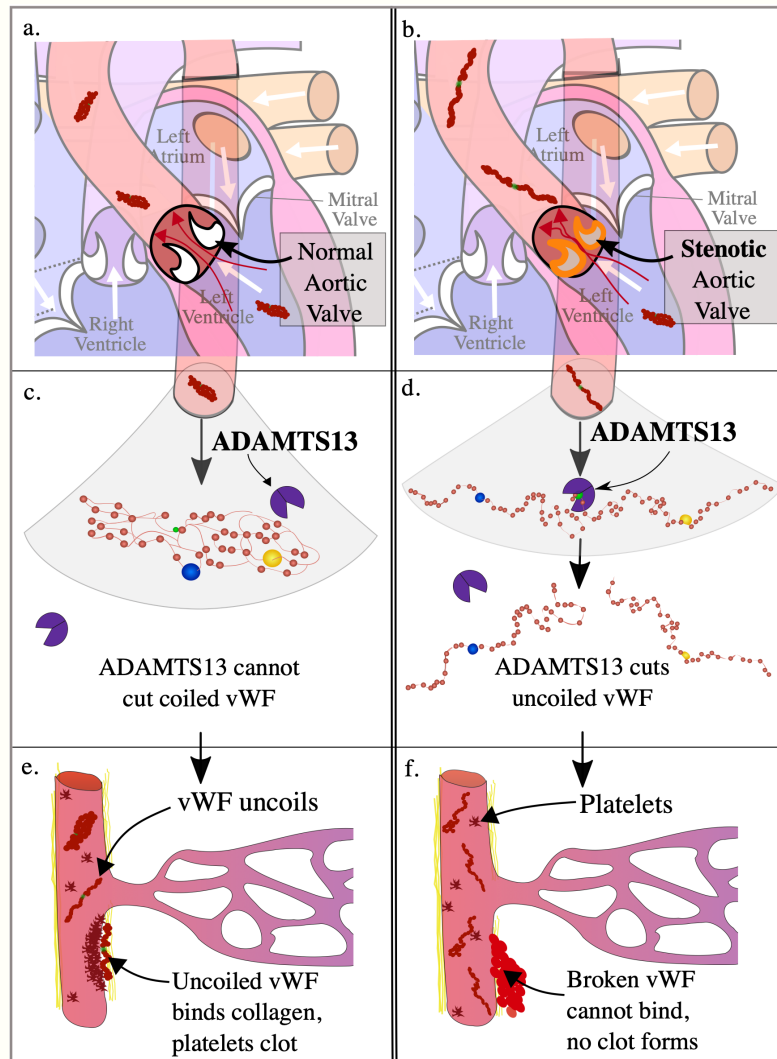 a.
Left
Atrium
Mitral
Valve
Normal
Aortic
Valve
Left
Ventricle
Right
Ventricle
b.
Left
Atrium
Mitral
Valve
Stenotic
Aortic
Valve
Left
Ventricle
Right
Ventricle
c.
ADAMTS13
ADAMTS13 cannot
cut coiled vWF
d.
ADAMTS13
ADAMTS13 cuts
uncoiled vWF
e.
vWF uncoils
Uncoiled vWF
binds collagen,
platelets clot
f.
Platelets
Broken vWF
cannot bind,
no clot forms